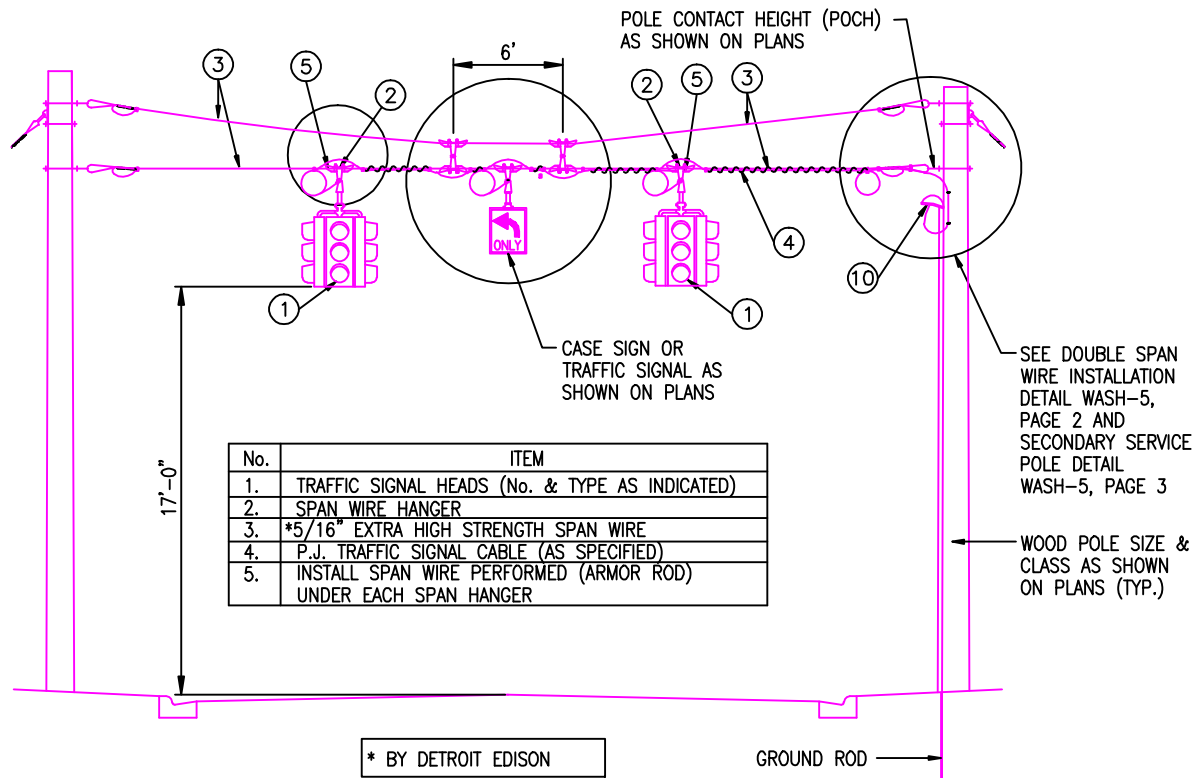 POLE CONTACT HEIGHT (POCH)
AS SHOWN ON PLANS
6'
3
5
2
2
5
3
ONLY
4
10
1
1
CASE SIGN OR
TRAFFIC SIGNAL AS
SHOWN ON PLANS
SEE DOUBLE SPAN
WIRE INSTALLATION
DETAIL WASH-5,
PAGE 2 AND
SECONDARY SERVICE
POLE DETAIL
WASH-5, PAGE 3
17'-0"
No. ITEM
1. TRAFFIC SIGNAL HEADS (No. & TYPE AS INDICATED)
2. SPAN WIRE HANGER
3. *5/16" EXTRA HIGH STRENGTH SPAN WIRE
4. P.J. TRAFFIC SIGNAL CABLE (AS SPECIFIED)
5. INSTALL SPAN WIRE PERFORMED (ARMOR ROD)
UNDER EACH SPAN HANGER
WOOD POLE SIZE &
CLASS AS SHOWN
ON PLANS (TYP.)
* BY DETROIT EDISON
GROUND ROD